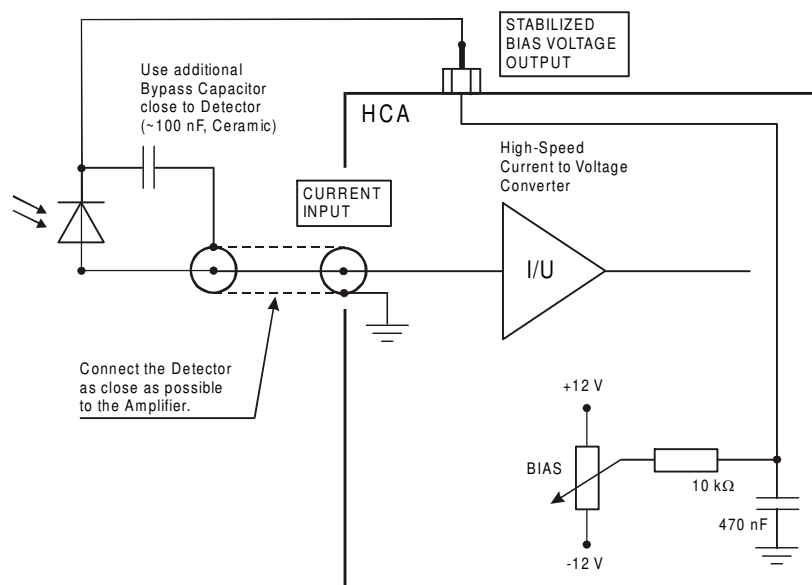 STABILIZED
BIAS VOLTAGE
OUTPUT
Use additional
Bypass Capacitor
close to Detector
(~100 nF, Ceramic)
HCA
High-Speed
Current to Voltage
Converter
CURRENT
INPUT
I/U
Connect the Detector
as close as possible
to the Amplifier.
+12 V
BIAS
10 kΩ
470 nF
-12 V